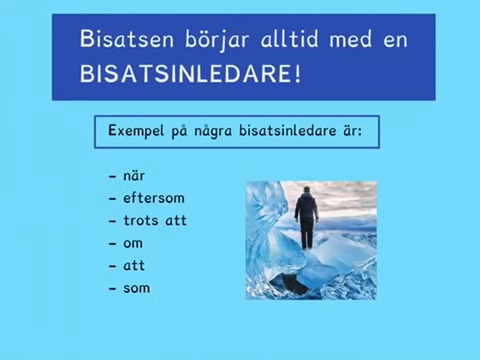 Bisatsen börjar alltid med en
BISATSINLEDARE!
Exempel på några bisatsinledare är:
– när
– eftersom
– trots att
– om
– att
– som